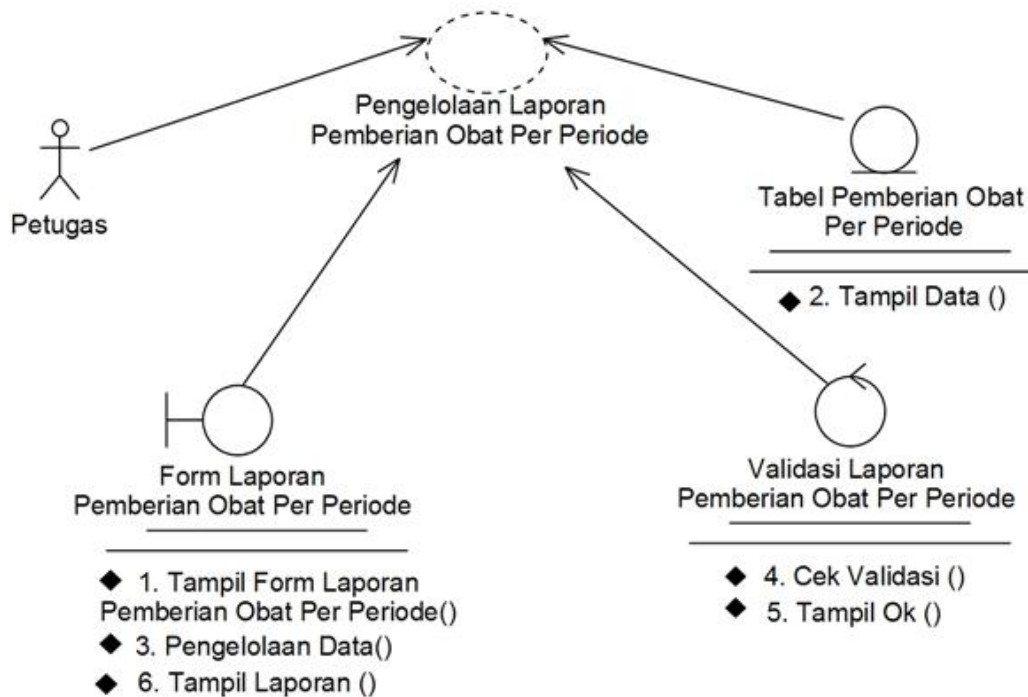 Pengelolaan Laporan
Pemberian Obat Per Periode
Petugas
Tabel Pemberian Obat
Per Periode
2. Tampil Data ()
Form Laporan
Pemberian Obat Per Periode
1. Tampil Form Laporan
Pemberian Obat Per Periode()
3. Pengelolaan Data()
6. Tampil Laporan ()
Validasi Laporan
Pemberian Obat Per Periode
4. Cek Validasi ()
5. Tampil Ok ()